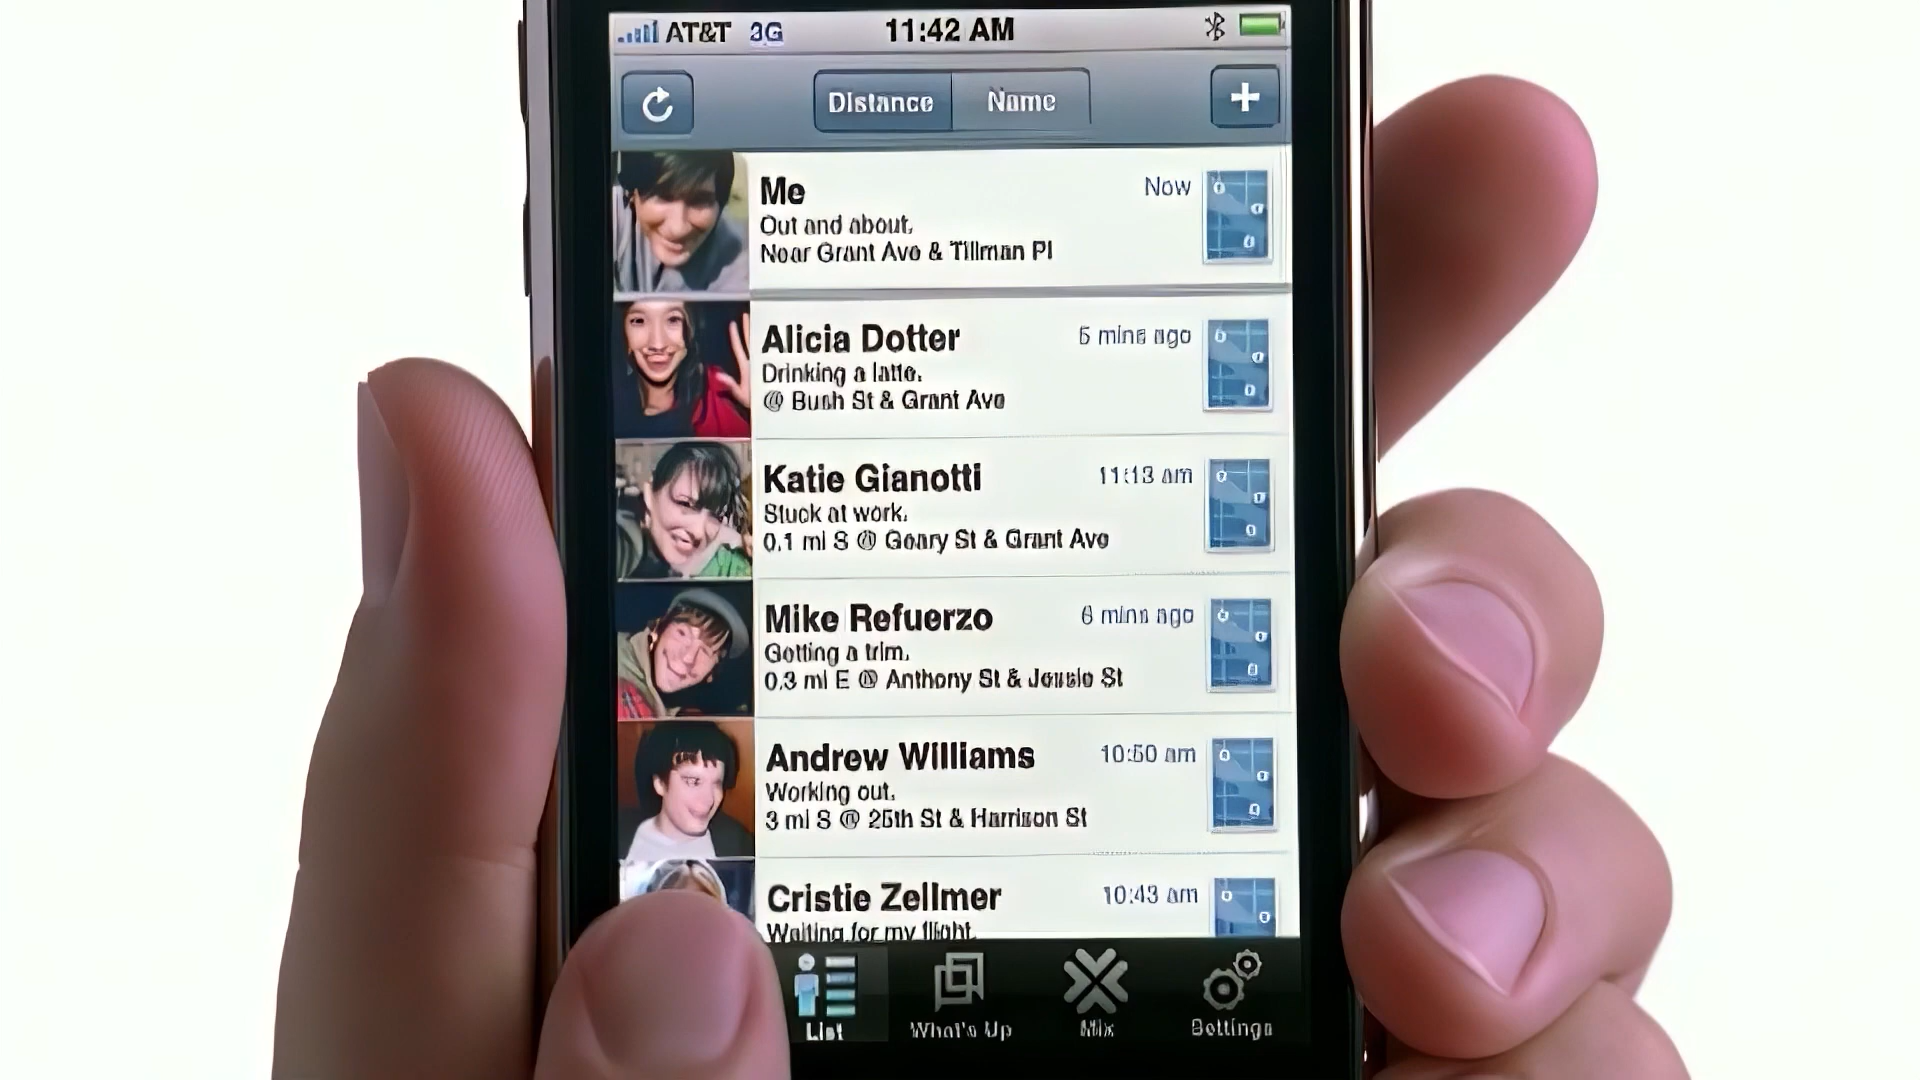 AT&T 3G 11:42 AM
Distance Name
Me Now
Out and about.
Near Grant Ave & Tillman Pl
Alicia Dotter 5 mins ago
Drinking a latte.
@ Bush St & Grant Ave
Katie Gianotti 11:13 am
Stuck at work.
0.1 mi S @ Geary St & Grant Ave
Mike Refuerzo 6 mins ago
Getting a trim.
0.3 mi E @ Anthony St & Jessie St
Andrew Williams 10:50 am
Working out.
3 mi S @ 25th St & Harrison St
Cristie Zellmer 10:43 am
Waiting for my flight.
List What's Up Mix Settings